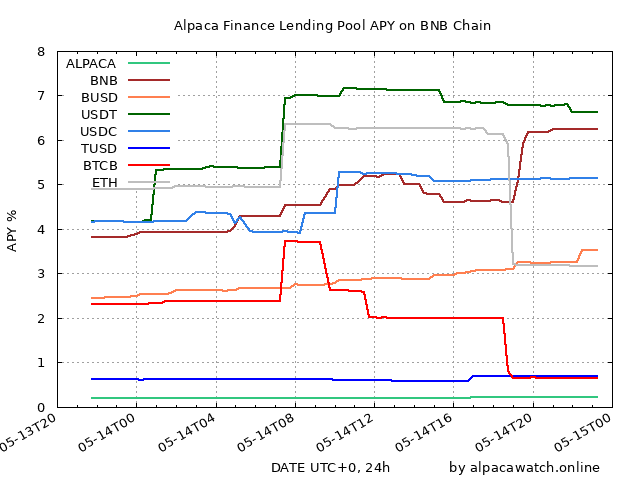 Alpaca Finance Lending Pool APY on BNB Chain
APY %
8
7
6
5
4
3
2
1
0
ALPACA
BNB
BUSD
USDT
USDC
TUSD
BTCB
ETH
05-13T20
05-14T00
05-14T04
05-14T08
05-14T12
05-14T16
05-14T20
05-15T00
DATE UTC+0, 24h
by alpacawatch.online